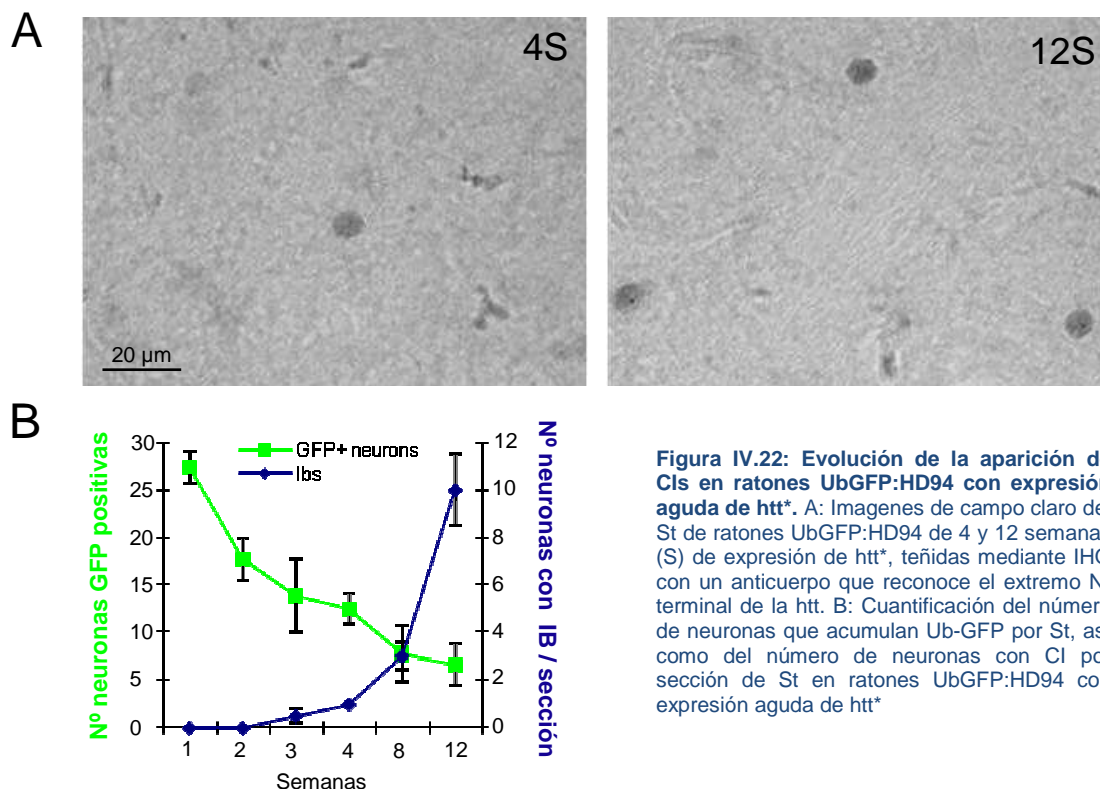 A
4S
12S
20 µm
B
Nº neuronas GFP positivas
30
25
20
15
10
5
0
GFP+ neurons
Ibs
12
10
8
6
4
2
0
Nº neuronas con IB / sección
1 2 3 4 8 12
Semanas
Figura IV.22: Evolución de la aparición d
CIs en ratones UbGFP:HD94 con expresión
aguda de htt*. A: Imagenes de campo claro de
St de ratones UbGFP:HD94 de 4 y 12 semana
(S) de expresión de htt*, teñidas mediante IHC
con un anticuerpo que reconoce el extremo N
terminal de la htt. B: Cuantificación del númer
de neuronas que acumulan Ub-GFP por St, as
como del número de neuronas con CI po
sección de St en ratones UbGFP:HD94 co
expresión aguda de htt*